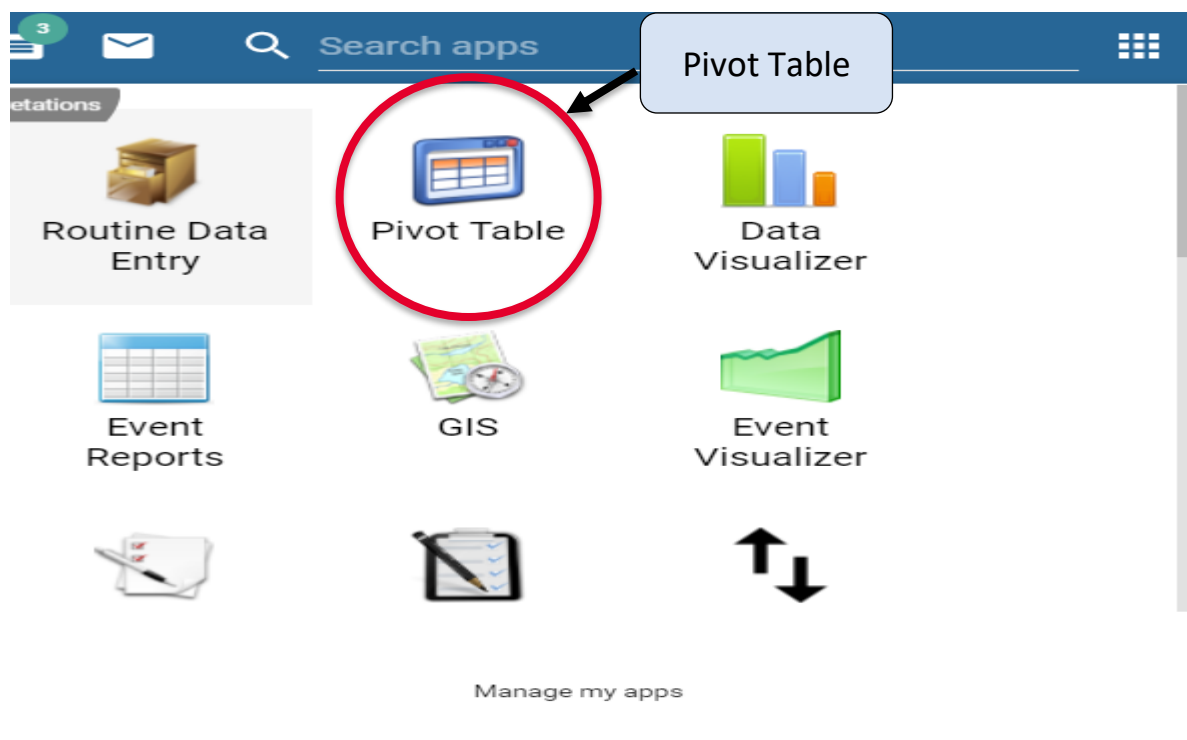 3
Search apps
Pivot Table
etations
Routine Data
Entry
Pivot Table
Data
Visualizer
Event
Reports
GIS
Event
Visualizer
Manage my apps